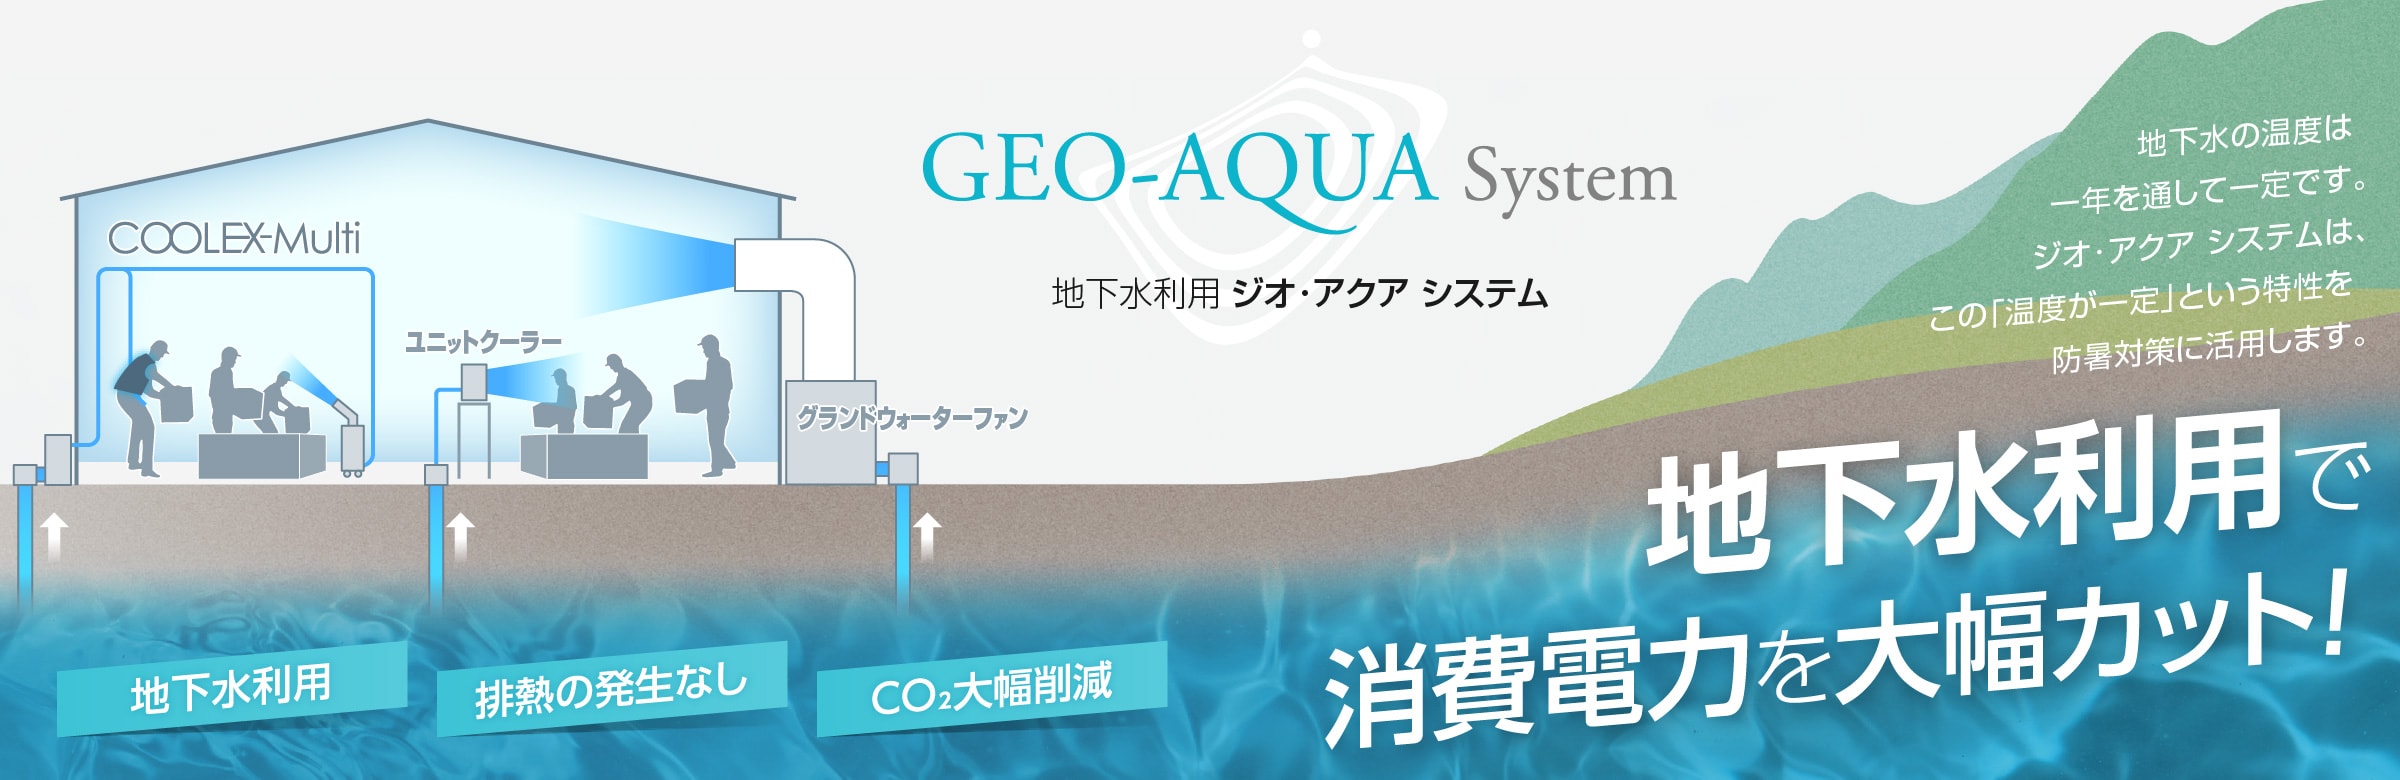 GEO-AQUA System
地下水利用 ジオ・アクア システム
COOLEX-Multi
ユニットクーラー
グランドウォーターファン
地下水の温度は
一年を通して一定です。
ジオ・アクア システムは、
この「温度が一定」という特性を
防暑対策に活用します。
地下水利用で
消費電力を大幅カット!
地下水利用
排熱の発生なし
CO₂大幅削減